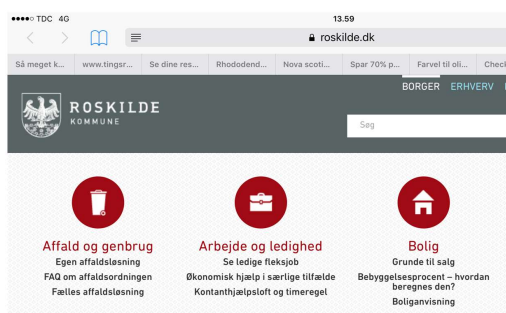 TDC 4G 13.59
roskilde.dk
Så meget k... www.tingsr... Se dine res... Rhododend... Nova scoti... Spar 70% p... Farvel til oli... Check
BORGER ERHVERV
ROSKILDE
KOMMUNE
Søg
Affald og genbrug
Egen affaldsløsning
FAQ om affaldsordningen
Fælles affaldsløsning
Arbejde og ledighed
Se ledige fleksjob
Økonomisk hjælp i særlige tilfælde
Kontanthjælpsloft og timeregel
Bolig
Grunde til salg
Bebyggelsesprocent – hvordan
beregnes den?
Boliganvisning